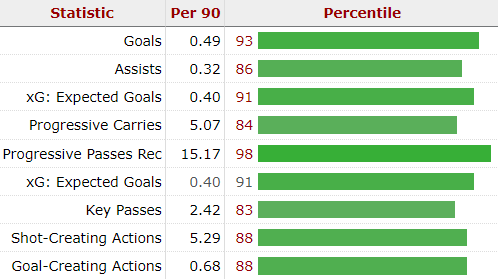 Statistic Per 90 Percentile
Goals 0.49 93
Assists 0.32 86
xG: Expected Goals 0.40 91
Progressive Carries 5.07 84
Progressive Passes Rec 15.17 98
xG: Expected Goals 0.40 91
Key Passes 2.42 83
Shot-Creating Actions 5.29 88
Goal-Creating Actions 0.68 88